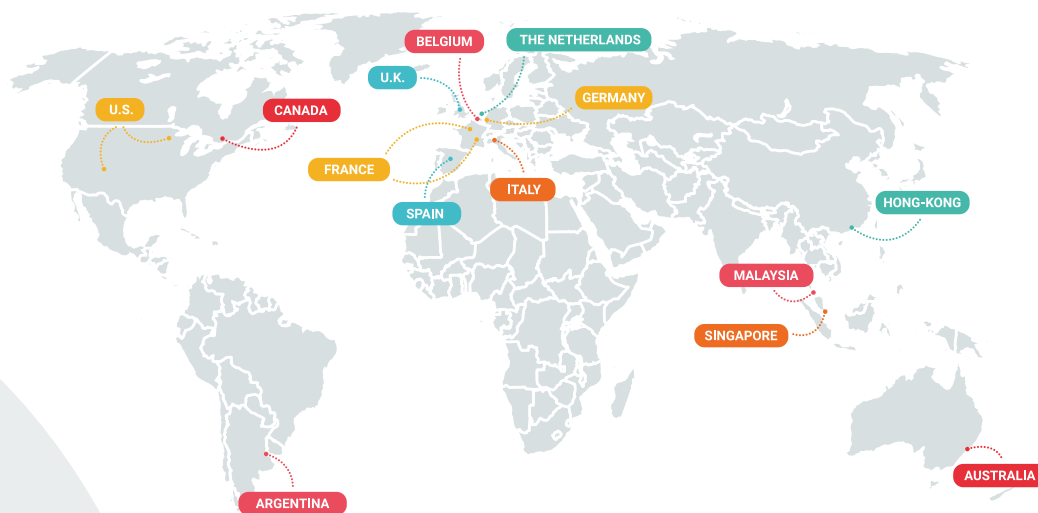 BELGIUM
THE NETHERLANDS
U.K.
GERMANY
U.S.
CANADA
FRANCE
ITALY
SPAIN
HONG-KONG
MALAYSIA
SINGAPORE
AUSTRALIA
ARGENTINA